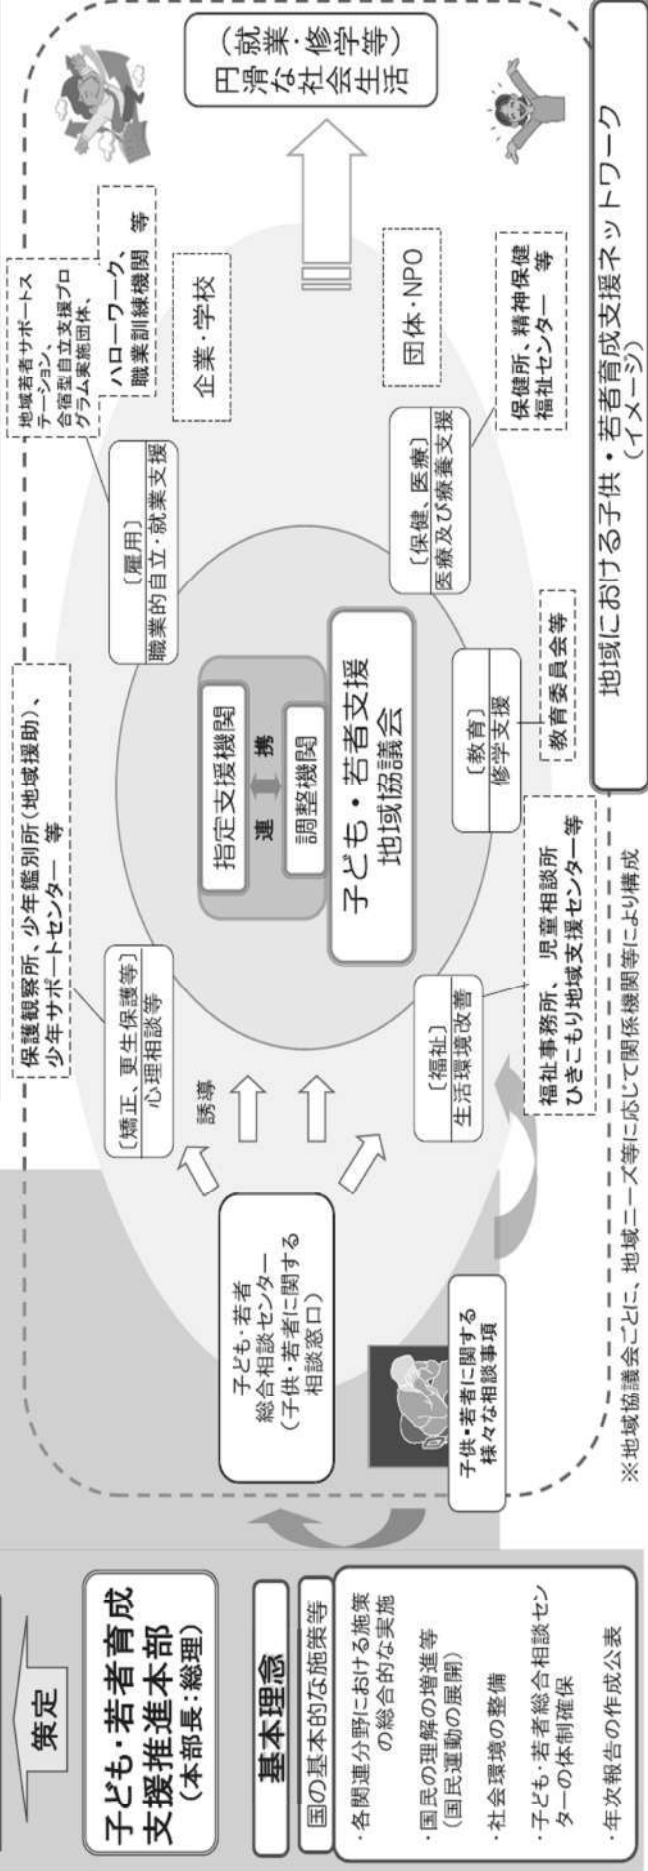 策定
子ども・若者育成
支援推進本部
（本部長：総理）
基本理念
国の基本的な施策等
・各関連分野における施策
の総合的な実施
・国民の理解の増進等
（国民運動の展開）
・社会環境の整備
・子ども・若者総合相談セン
ターの体制確保
・年次報告の作成公表
子ども・若者
総合相談センター
（子供・若者に関する
相談窓口）
子供・若者に関する
様々な相談事項
誘導
保護観察所、少年鑑別所（地域援助）、
少年サポートセンター　等
〔矯正、更生保護等〕
心理相談等
〔福祉〕
生活環境改善
福祉事務所、児童相談所
ひきこもり地域支援センター等
指定支援機関
連　携
調整機関
子ども・若者支援
地域協議会
〔教育〕
修学支援
教育委員会等
〔雇用〕
職業的自立・就業支援
地域若者サポートス
テーション、
合宿型自立支援プロ
グラム実施団体、
ハローワーク、
職業訓練機関　等
〔保健、医療〕
医療及び療養支援
保健所、精神保健
福祉センター　等
企業・学校
団体・NPO
（就業・修学等）
円滑な社会生活
地域における子供・若者育成支援ネットワーク
（イメージ）
※地域協議会ごとに、地域ニーズ等に応じて関係機関等により構成